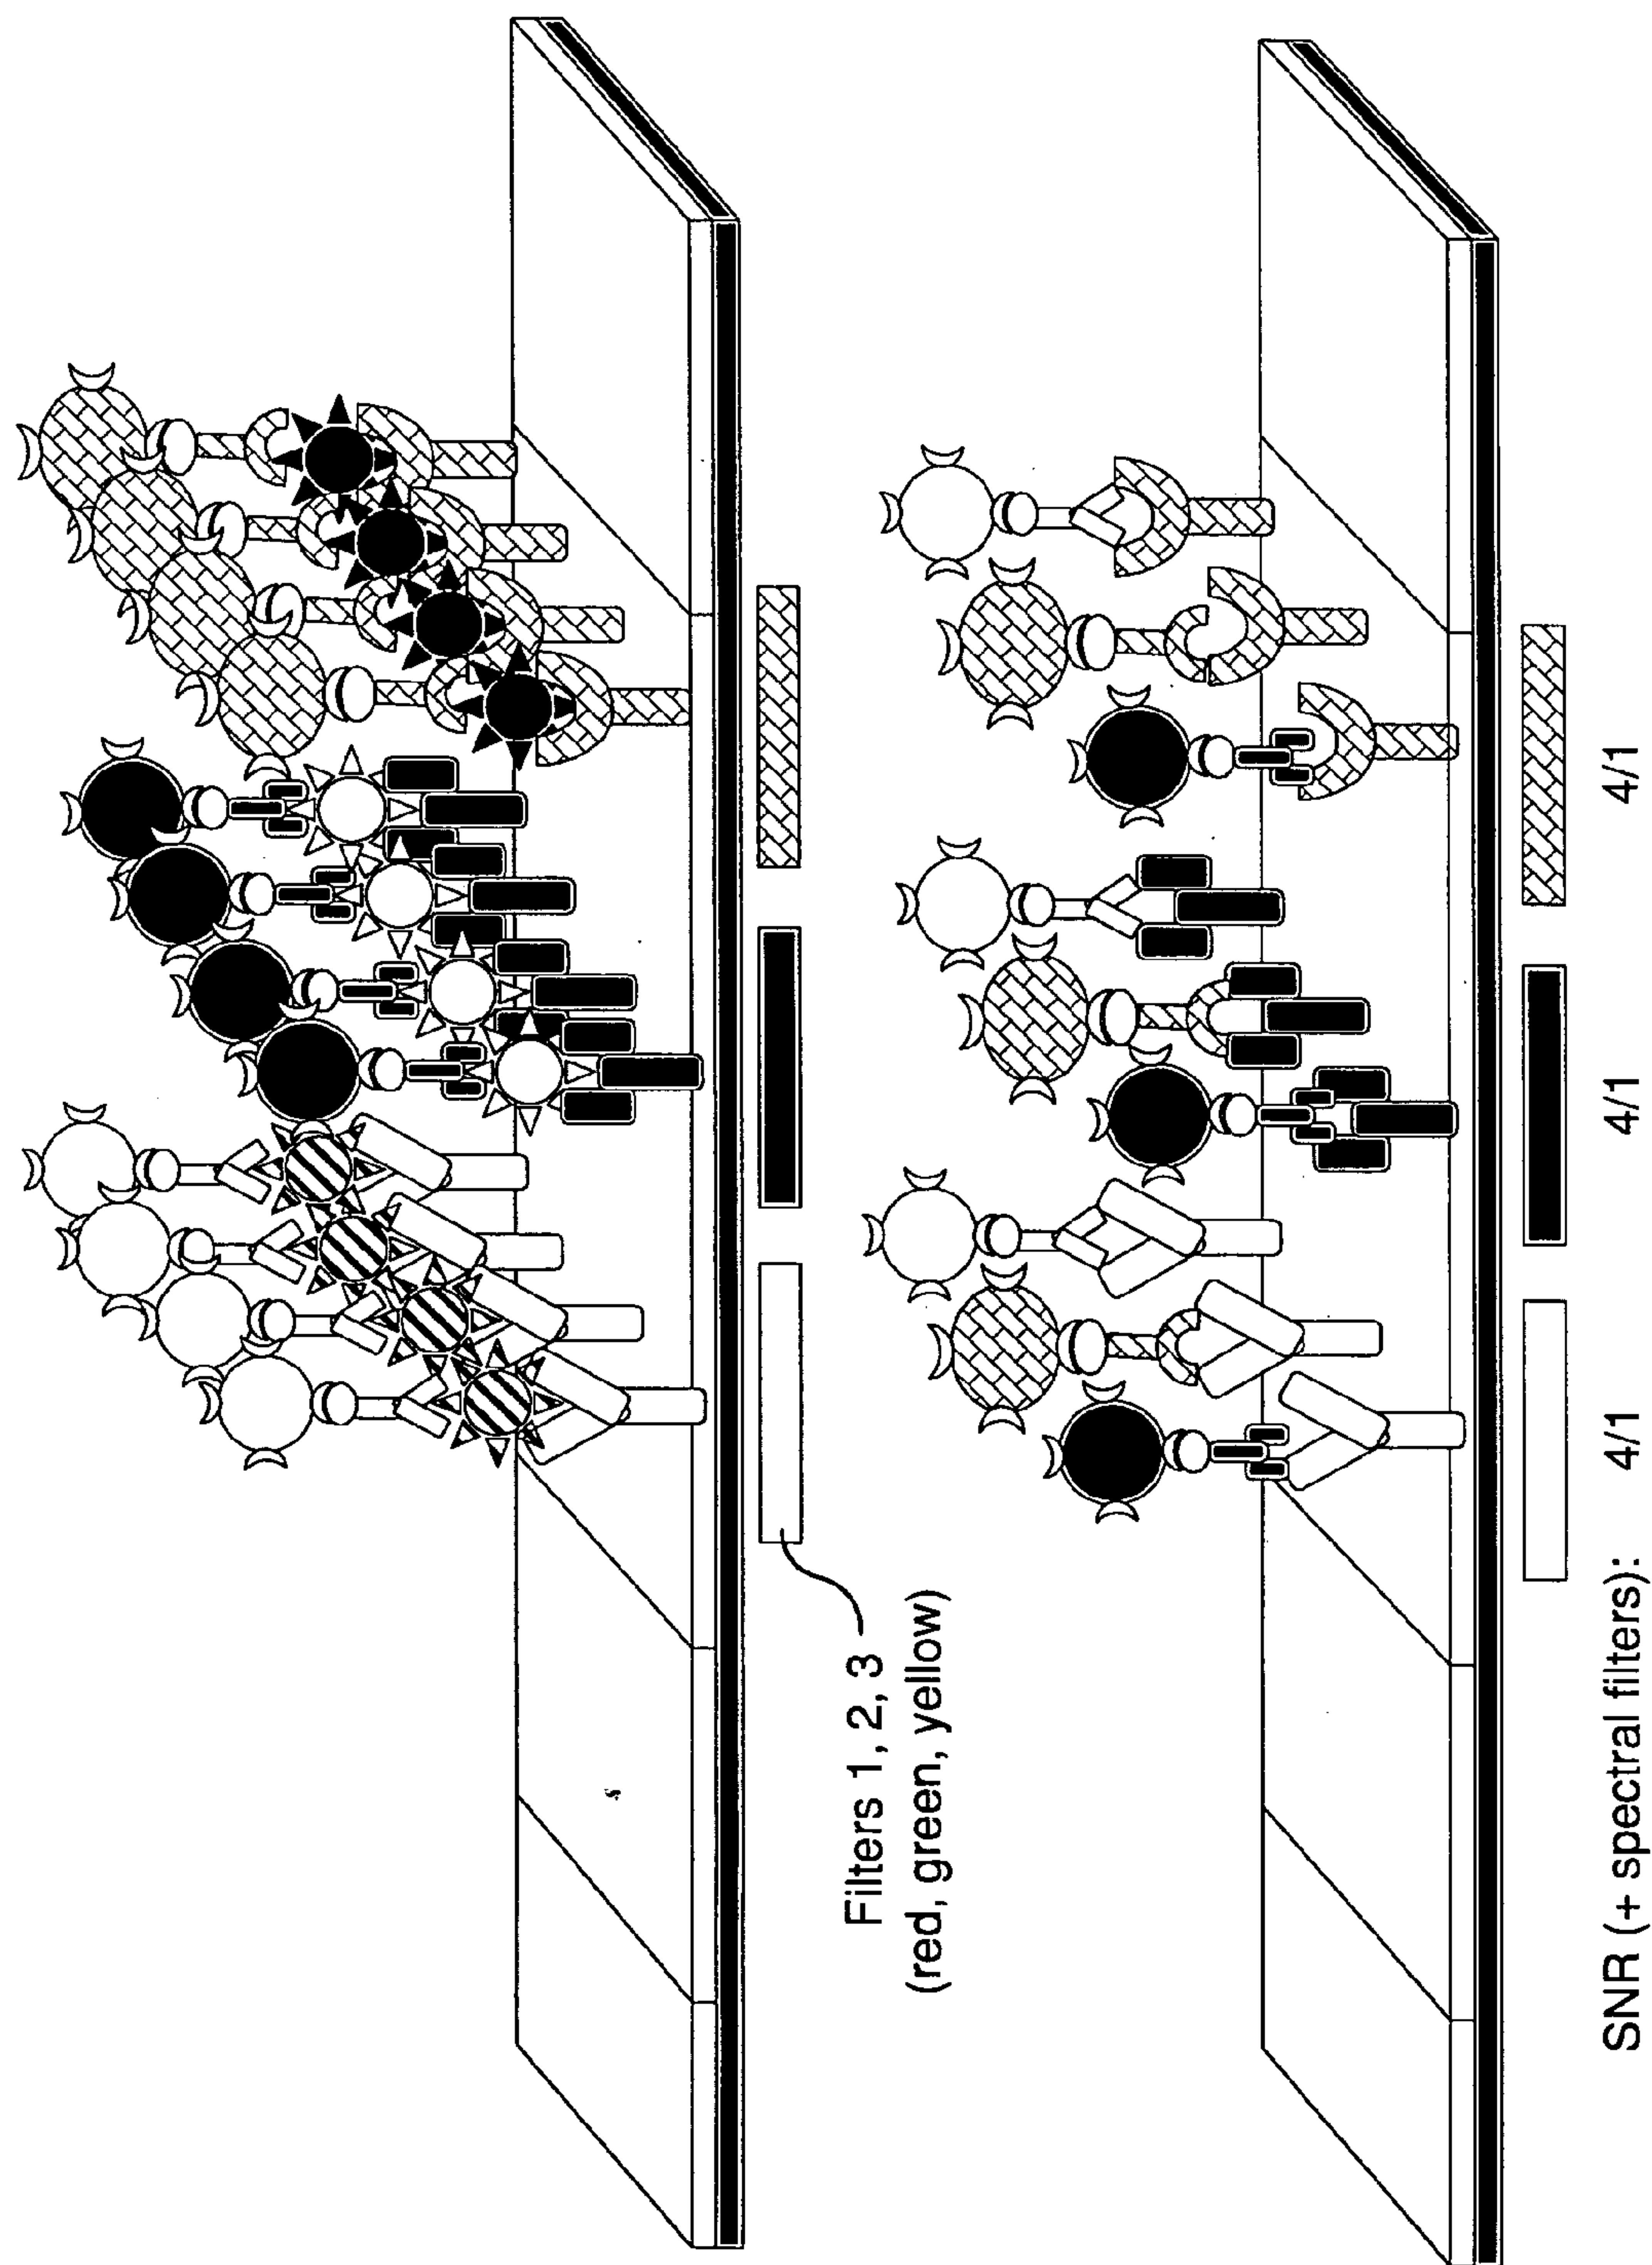 Filters 1, 2, 3
(red, green, yellow)
SNR (+ spectral filters): 4/1 4/1 4/1